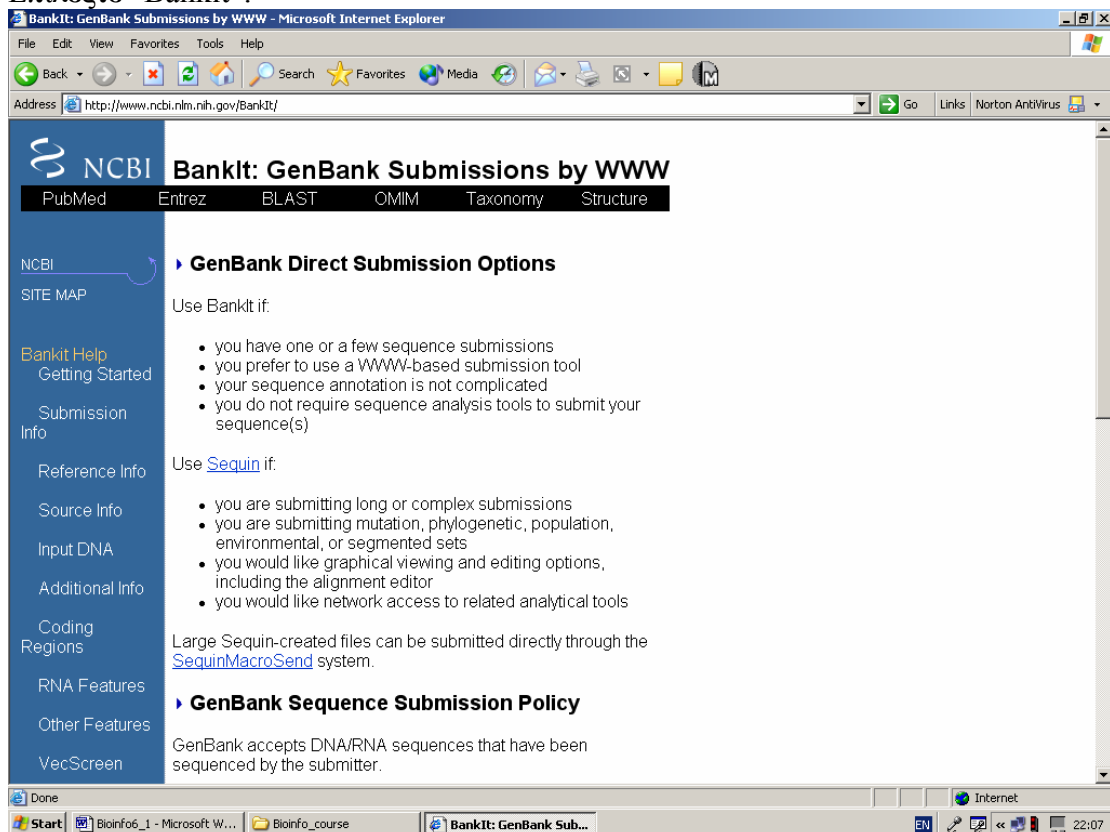 BankIt: GenBank Submissions by WWW - Microsoft Internet Explorer
File Edit View Favorites Tools Help
Back Search Favorites Media
Address http://www.ncbi.nlm.nih.gov/BankIt/ Go Links Norton AntiVirus
NCBI
BankIt: GenBank Submissions by WWW
PubMed Entrez BLAST OMIM Taxonomy Structure
NCBI
SITE MAP
Bankit Help
Getting Started
Submission
Info
Reference Info
Source Info
Input DNA
Additional Info
Coding
Regions
RNA Features
Other Features
VecScreen
GenBank Direct Submission Options
Use BankIt if:
• you have one or a few sequence submissions
• you prefer to use a WWW-based submission tool
• your sequence annotation is not complicated
• you do not require sequence analysis tools to submit your
sequence(s)
Use Sequin if:
• you are submitting long or complex submissions
• you are submitting mutation, phylogenetic, population,
environmental, or segmented sets
• you would like graphical viewing and editing options,
including the alignment editor
• you would like network access to related analytical tools
Large Sequin-created files can be submitted directly through the
SequinMacroSend system.
GenBank Sequence Submission Policy
GenBank accepts DNA/RNA sequences that have been
sequenced by the submitter.
Done Internet
Start Bioinfo6_1 - Microsoft W... Bioinfo_course BankIt: GenBank Sub... EN 22:07